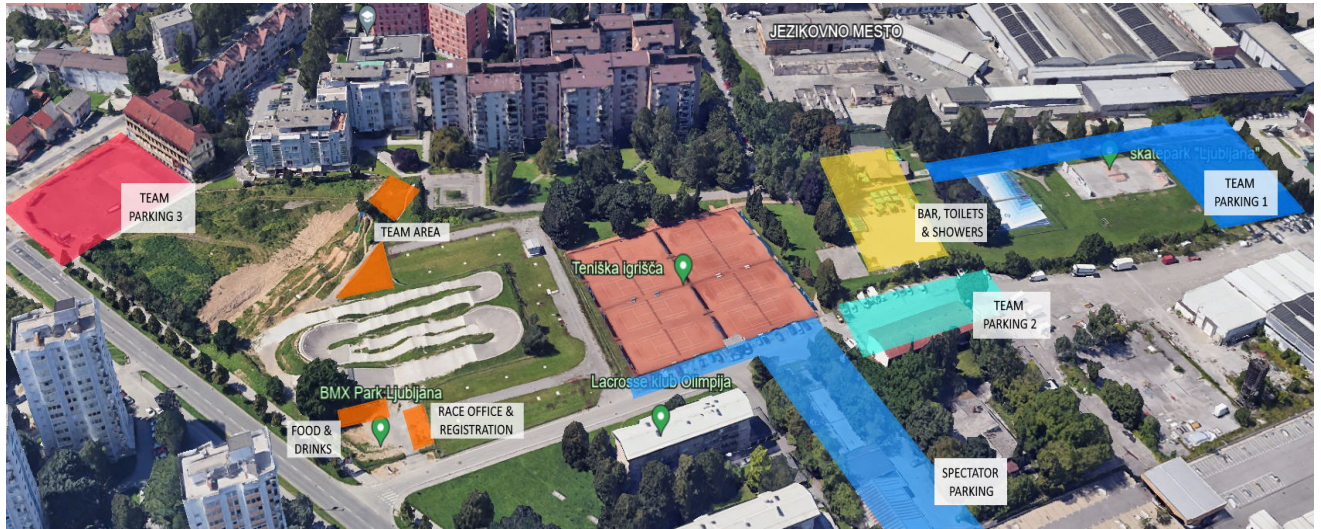 JEZIKOVNO MESTO
skatepark "Ljubljana"
TEAM
PARKING 3
TEAM
PARKING 1
BAR, TOILETS
& SHOWERS
TEAM AREA
Teniška igrišča
TEAM
PARKING 2
Lacrosse klub Olimpija
BMX Park Ljubljana
RACE OFFICE &
REGISTRATION
FOOD &
DRINKS
SPECTATOR
PARKING